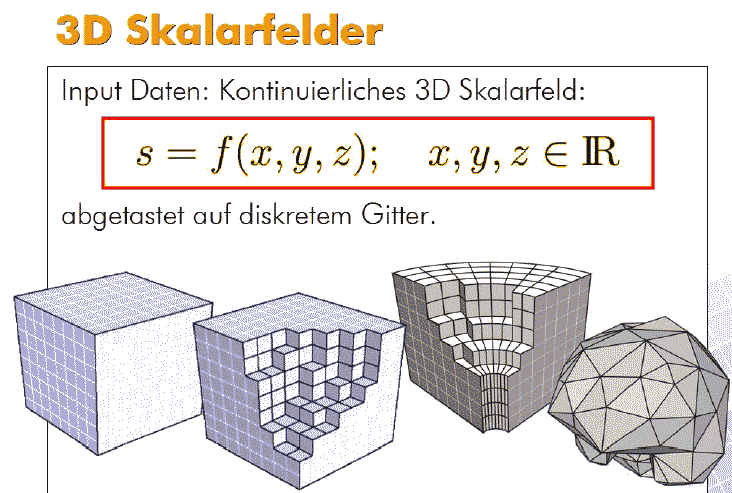 3D Skalarfelder
Input Daten: Kontinuierliches 3D Skalarfeld:
s = f(x, y, z);   x, y, z ∈ ℝ
abgetastet auf diskretem Gitter.